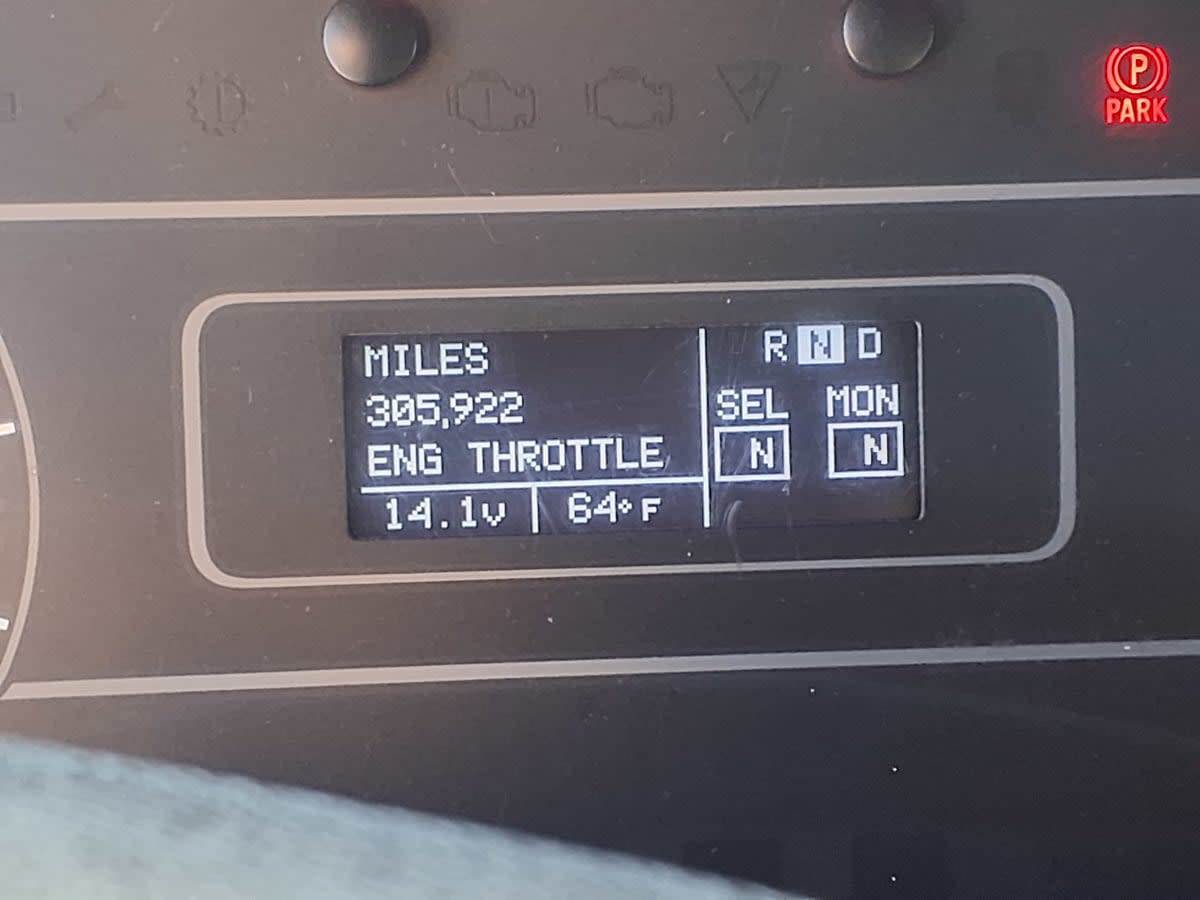 P
PARK
MILES
305,922
ENG THROTTLE
14.1v 64°F
R N D
SEL MON
N N